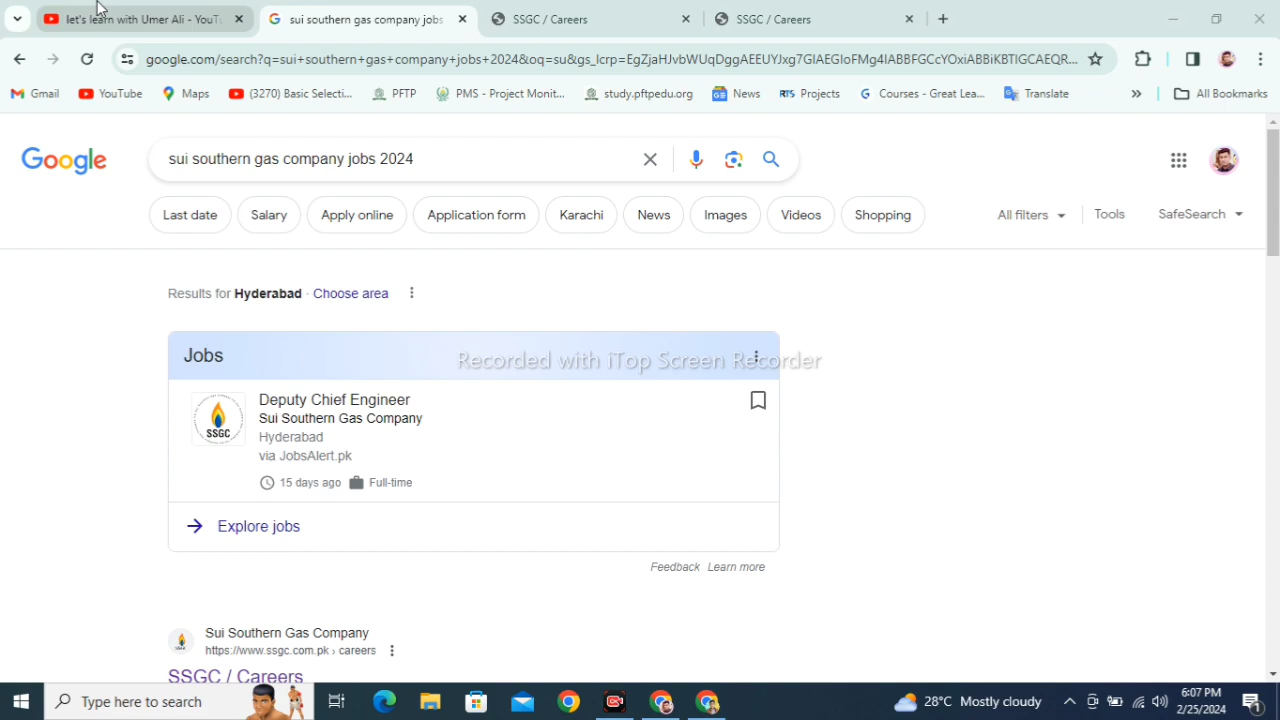 let's learn with Umer Ali - YouTu
sui southern gas company jobs
SSGC / Careers
SSGC / Careers
google.com/search?q=sui+southern+gas+company+jobs+2024&oq=su&gs_lcrp=EgZjaHJvbWUqDggAEEUYJxg7GIAEGIoFMg4IABBFGCcYOxiABBiKBTIGCAEQR...
Gmail
YouTube
Maps
(3270) Basic Selecti...
PFTP
PMS - Project Monit...
study.pftpedu.org
News
RTS Projects
Courses - Great Lea...
Translate
All Bookmarks
Google
sui southern gas company jobs 2024
Last date
Salary
Apply online
Application form
Karachi
News
Images
Videos
Shopping
All filters
Tools
SafeSearch
Results for Hyderabad · Choose area
Jobs
Recorded with iTop Screen Recorder
Deputy Chief Engineer
Sui Southern Gas Company
SSGC
Hyderabad
via JobsAlert.pk
15 days ago
Full-time
Explore jobs
Feedback
Learn more
Sui Southern Gas Company
https://www.ssgc.com.pk › careers
SSGC / Careers
Type here to search
28°C Mostly cloudy
6:07 PM
2/25/2024
1